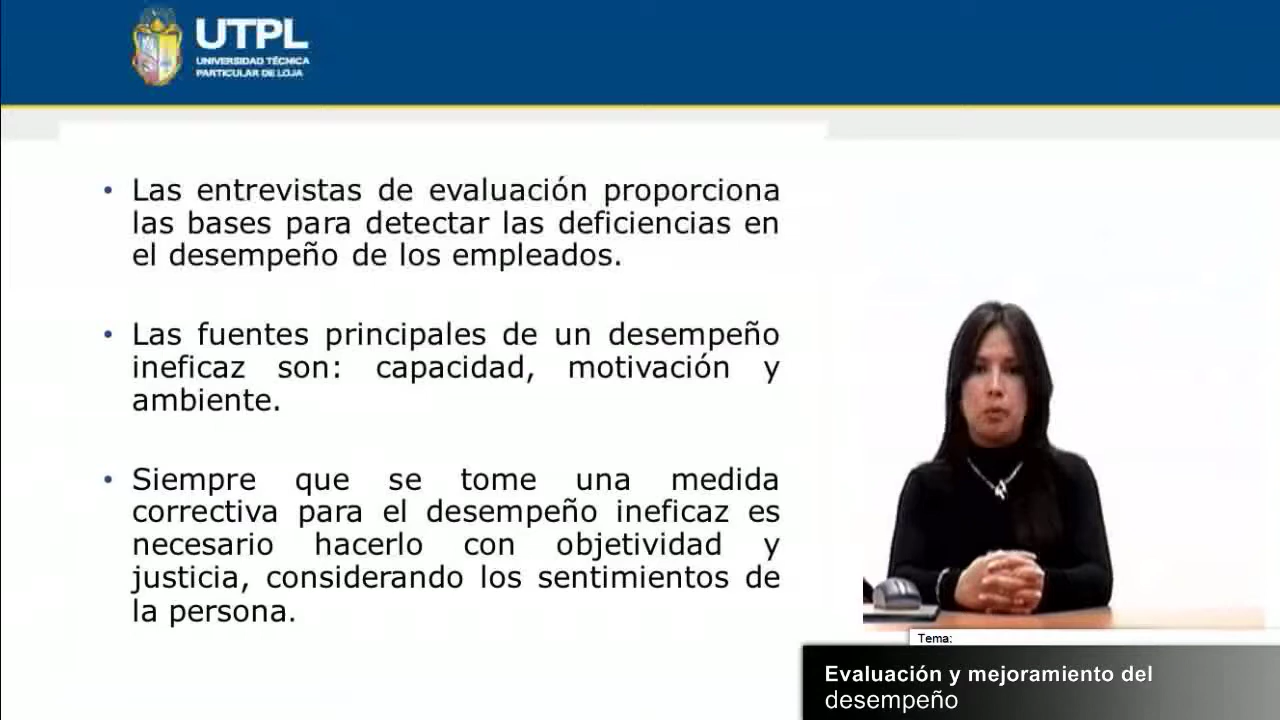 UTPL
UNIVERSIDAD TÉCNICA
PARTICULAR DE LOJA
• Las entrevistas de evaluación proporciona
las bases para detectar las deficiencias en
el desempeño de los empleados.
• Las fuentes principales de un desempeño
ineficaz son: capacidad, motivación y
ambiente.
• Siempre que se tome una medida
correctiva para el desempeño ineficaz es
necesario hacerlo con objetividad y
justicia, considerando los sentimientos de
la persona.
Tema:
Evaluación y mejoramiento del
desempeño